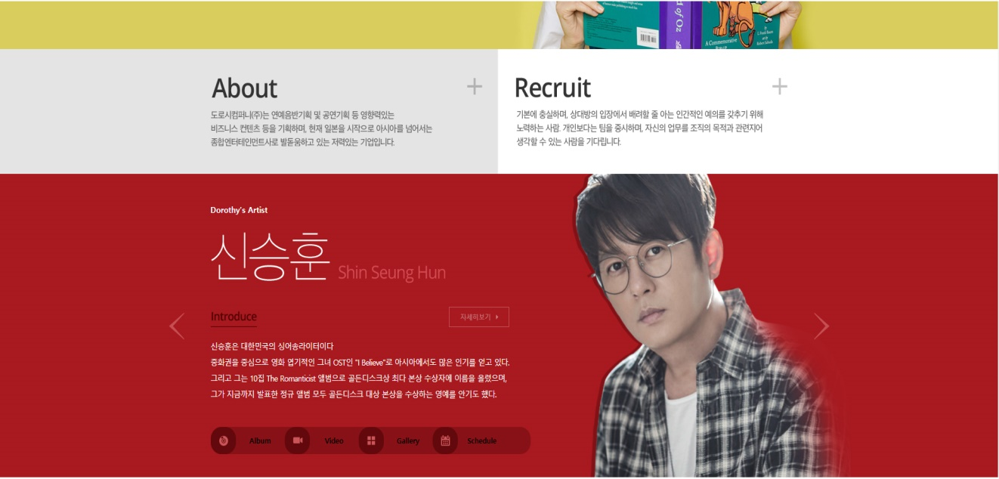 d of Oz
A Commemorative
Pop-up
By
L. Frank Baum
Robert Sabuda
About
도로시컴퍼니(주)는 연예음반기획 및 공연기획 등 영향력있는
비즈니스 컨텐츠 등을 기획하며, 현재 일본을 시작으로 아시아를 넘어서는
종합엔터테인먼트사로 발돋움하고 있는 저력있는 기업입니다.
Recruit
기본에 충실하며, 상대방의 입장에서 배려할 줄 아는 인간적인 예의를 갖추기 위해
노력하는 사람. 개인보다는 팀을 중시하며, 자신의 업무를 조직의 목적과 관련지어
생각할 수 있는 사람을 기다립니다.
Dorothy's Artist
신승훈 Shin Seung Hun
Introduce
자세히보기
신승훈은 대한민국의 싱어송라이터이다
중화권을 중심으로 영화 엽기적인 그녀 OST인 "I Believe"로 아시아에서도 많은 인기를 얻고 있다.
그리고 그는 10집 The Romanticist 앨범으로 골든디스크상 최다 본상 수상자에 이름을 올렸으며,
그가 지금까지 발표한 정규 앨범 모두 골든디스크 대상 본상을 수상하는 영예를 안기도 했다.
Album Video Gallery Schedule